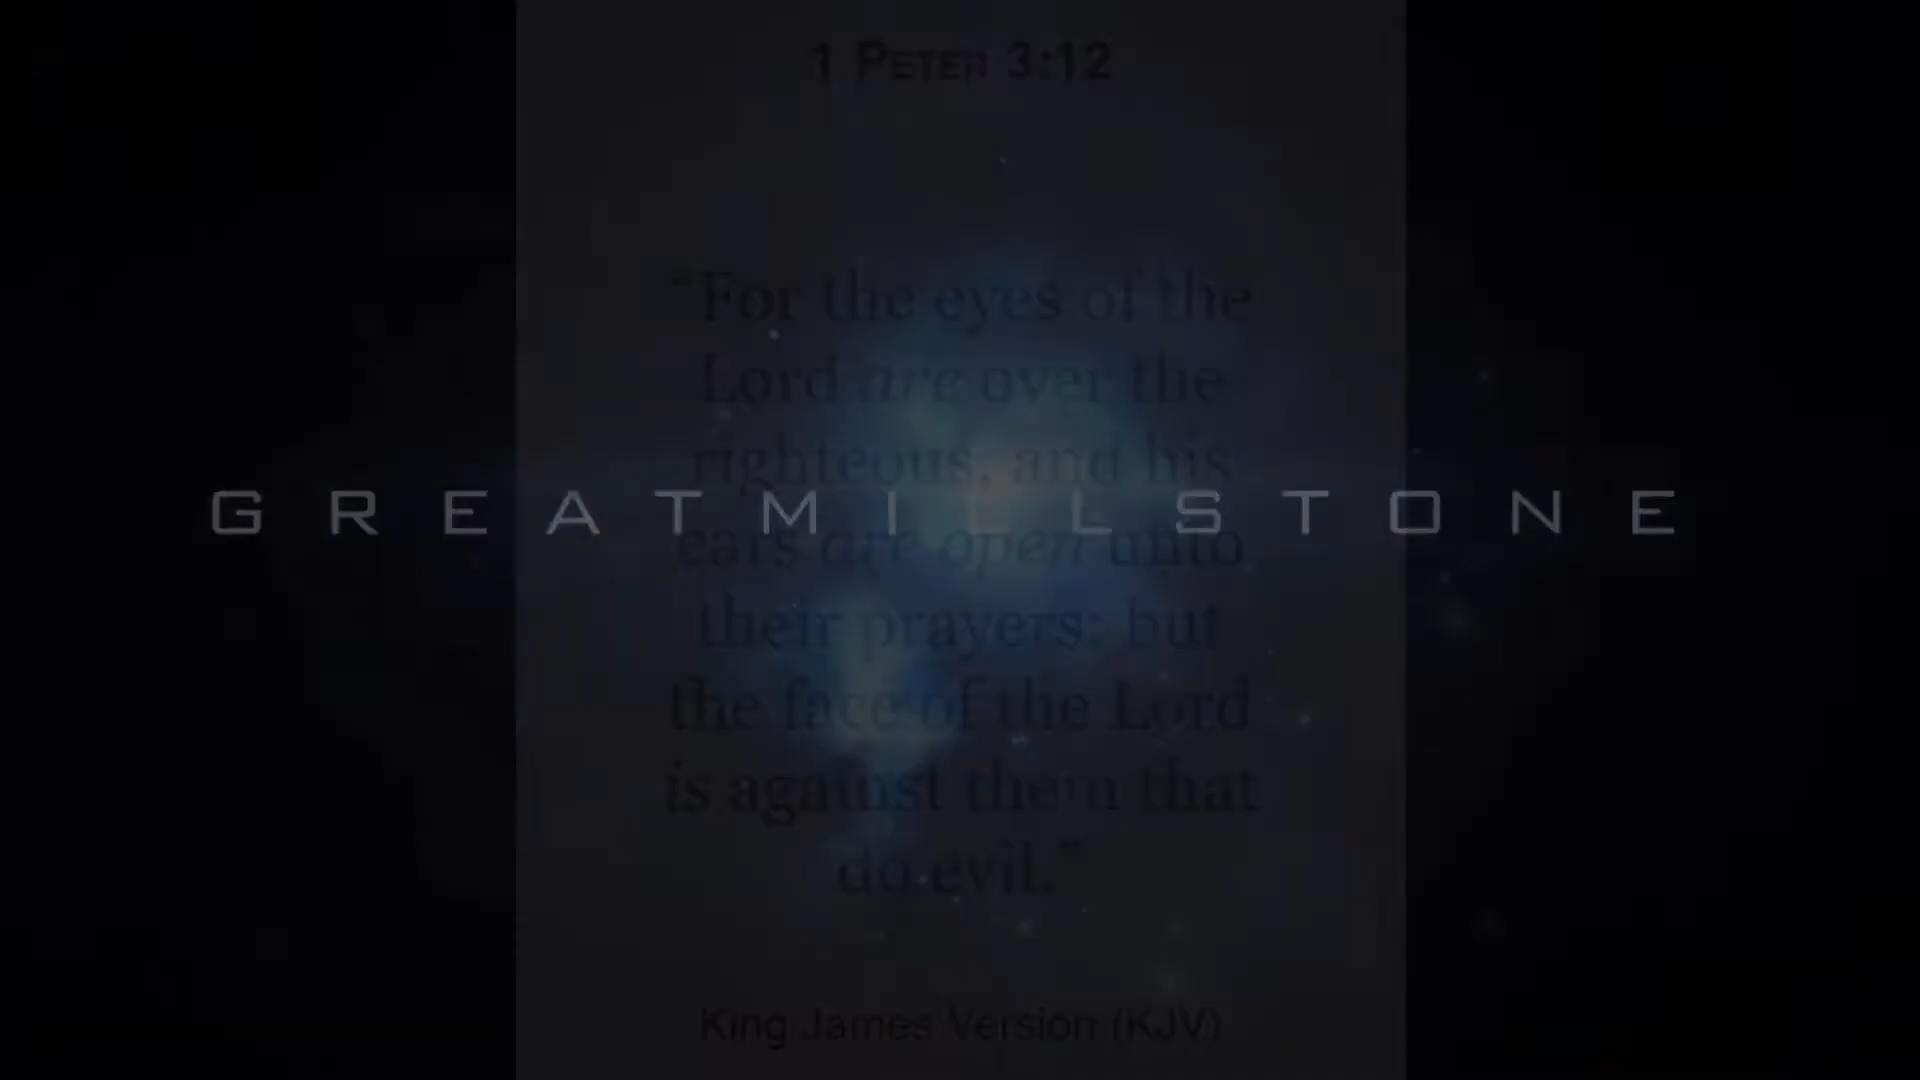 1 PETER 3:12
“For the eyes of the
Lord are over the
righteous, and his
GREATMILLSTONE
ears are open unto
their prayers: but
the face of the Lord
is against them that
do evil.”
King James Version (KJV)